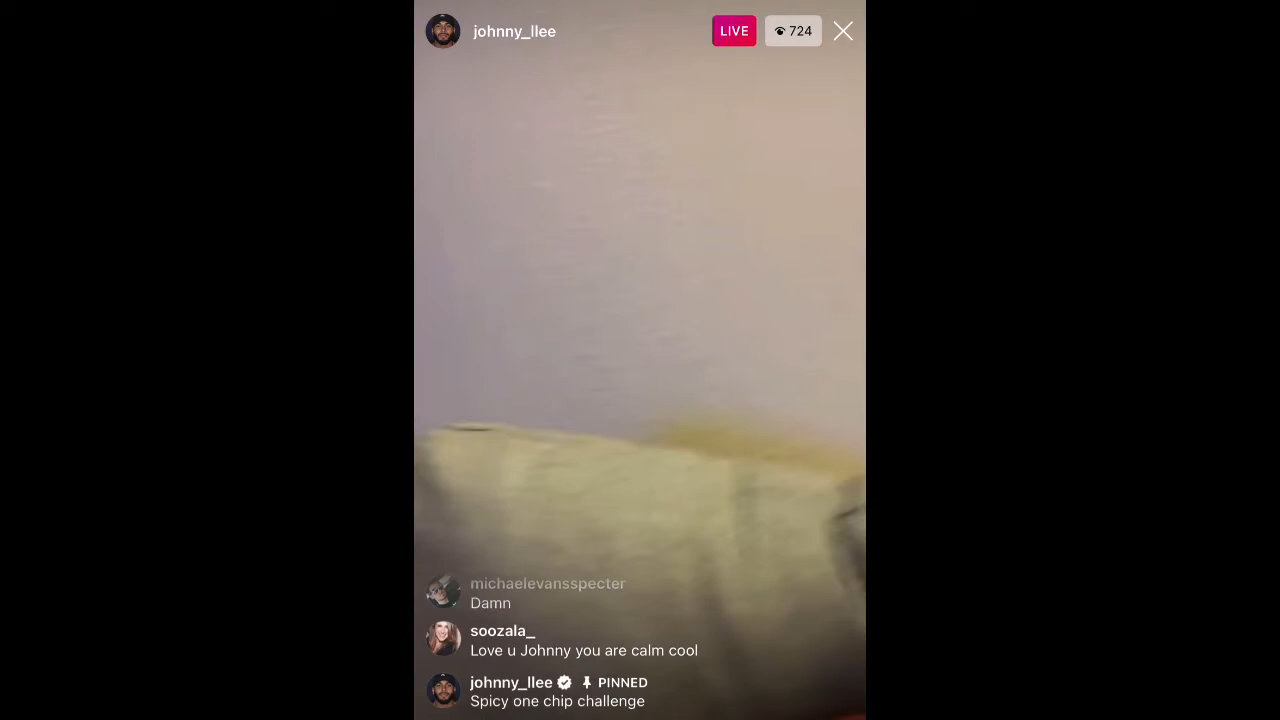 johnny_llee
LIVE
724
michaelevansspecter
Damn
soozala_
Love u Johnny you are calm cool
johnny_llee PINNED
Spicy one chip challenge